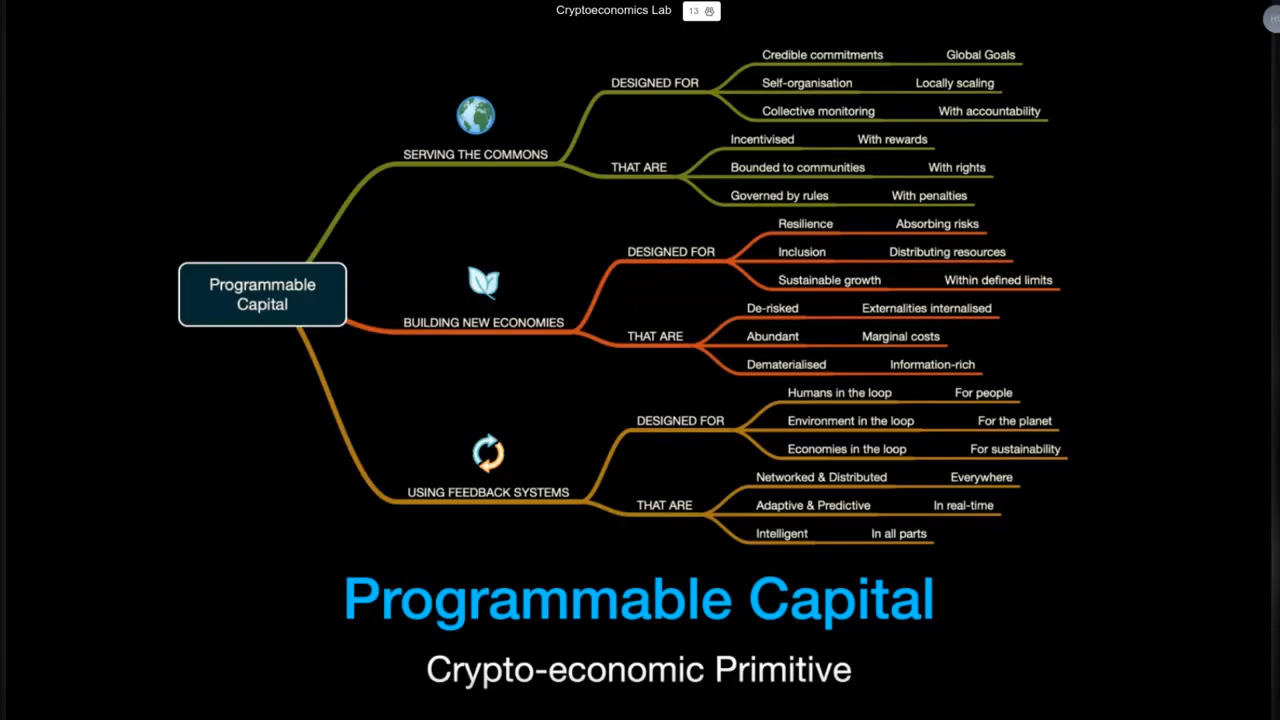 Cryptoeconomics Lab 13
Credible commitments Global Goals
DESIGNED FOR Self-organisation Locally scaling
Collective monitoring With accountability
SERVING THE COMMONS
Incentivised With rewards
THAT ARE Bounded to communities With rights
Governed by rules With penalties
Programmable
Capital
Resilience Absorbing risks
DESIGNED FOR Inclusion Distributing resources
Sustainable growth Within defined limits
BUILDING NEW ECONOMIES
De-risked Externalities internalised
THAT ARE Abundant Marginal costs
Dematerialised Information-rich
Humans in the loop For people
DESIGNED FOR Environment in the loop For the planet
Economies in the loop For sustainability
USING FEEDBACK SYSTEMS
Networked & Distributed Everywhere
THAT ARE Adaptive & Predictive In real-time
Intelligent In all parts
Programmable Capital
Crypto-economic Primitive